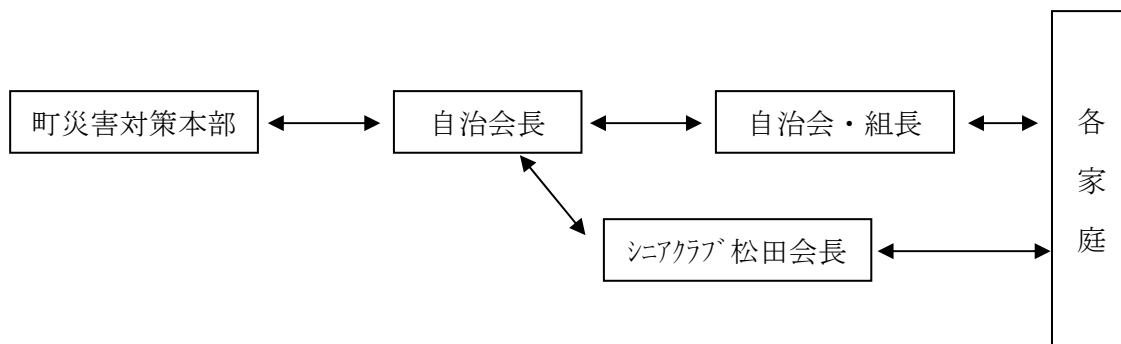 町災害対策本部
自治会長
自治会・組長
各家庭
ｼﾆｱｸﾗﾌﾞ松田会長